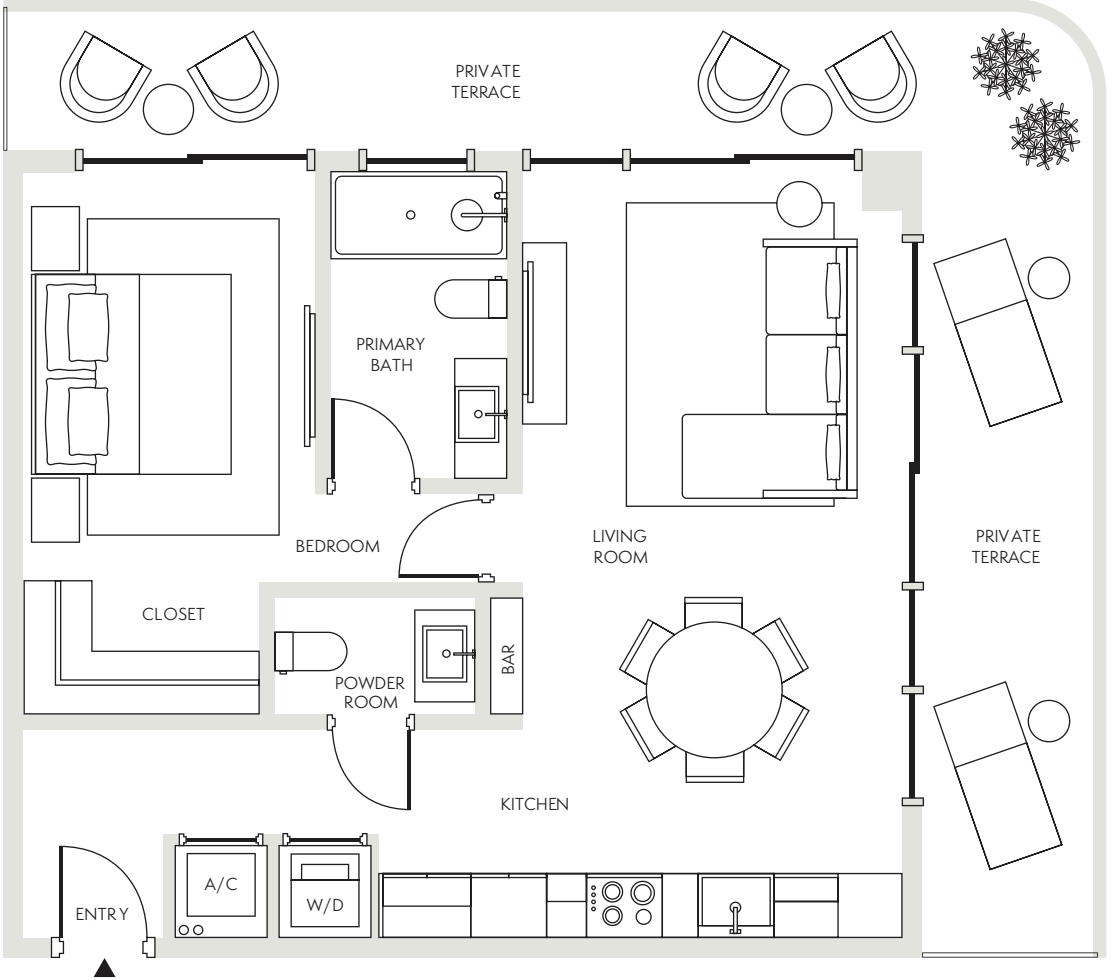 PRIVATE
TERRACE
PRIMARY
BATH
BEDROOM
LIVING
ROOM
PRIVATE
TERRACE
CLOSET
POWDER
ROOM
BAR
KITCHEN
A/C
W/D
ENTRY